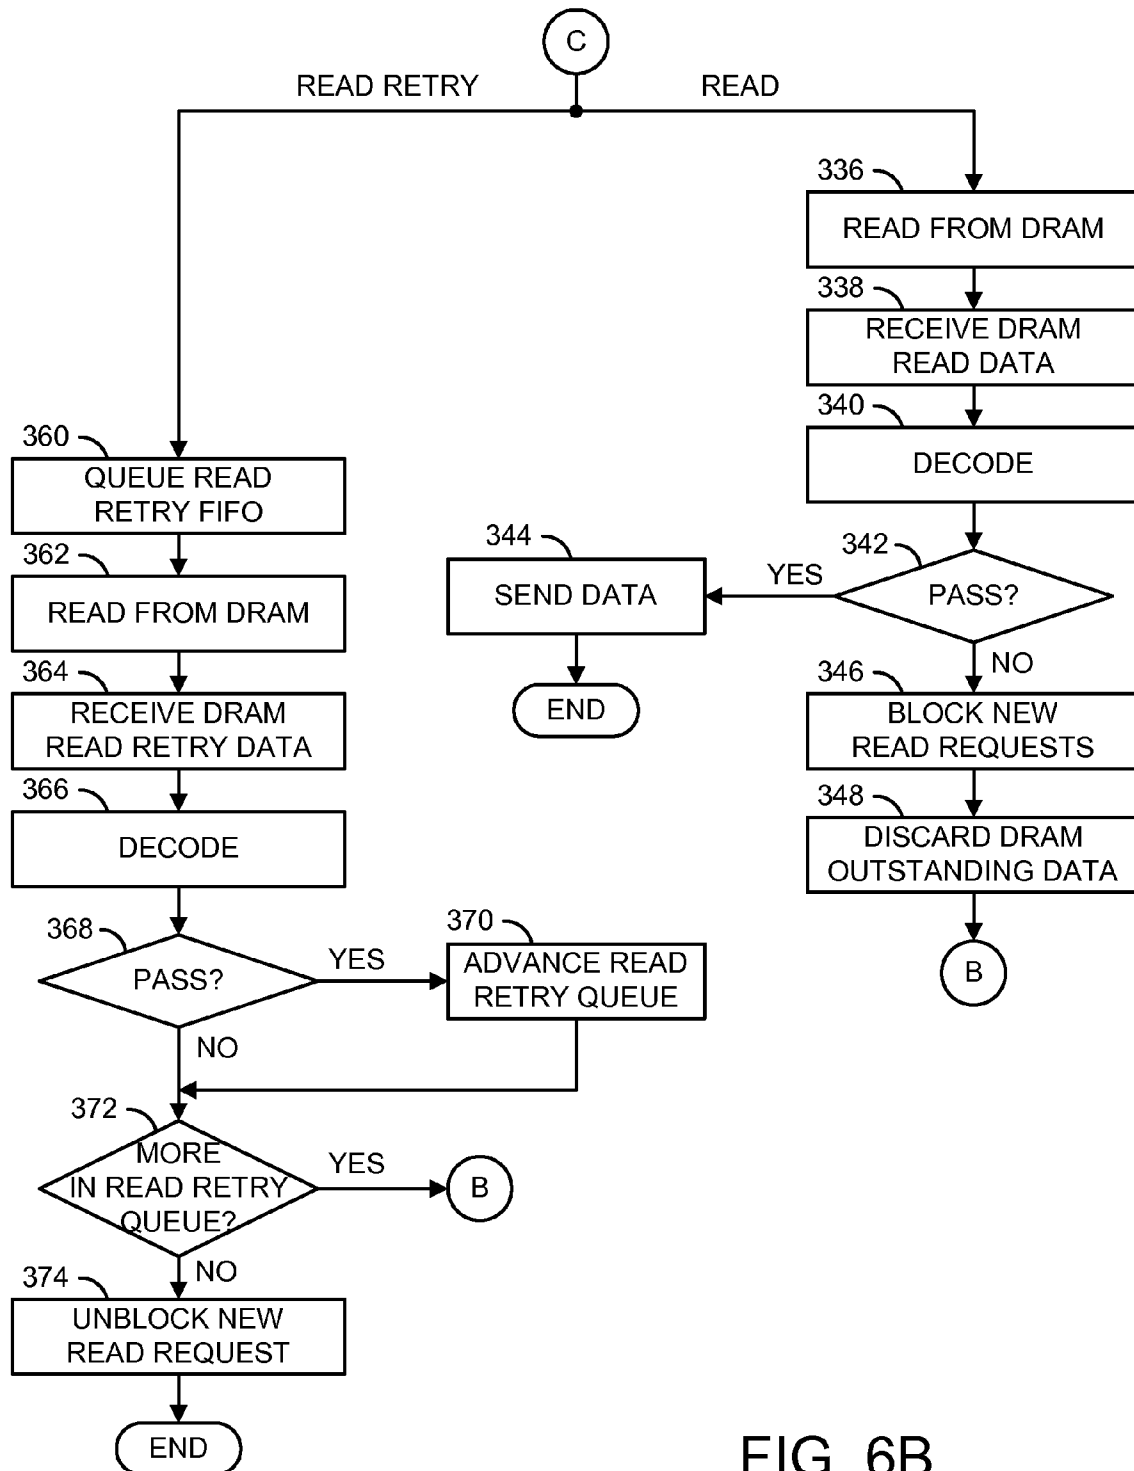 C
READ RETRY
READ
336
READ FROM DRAM
338
RECEIVE DRAM
READ DATA
340
DECODE
342
PASS?
YES
344
SEND DATA
END
NO
346
BLOCK NEW
READ REQUESTS
348
DISCARD DRAM
OUTSTANDING DATA
B
360
QUEUE READ
RETRY FIFO
362
READ FROM DRAM
364
RECEIVE DRAM
READ RETRY DATA
366
DECODE
368
PASS?
YES
370
ADVANCE READ
RETRY QUEUE
NO
372
MORE
IN READ RETRY
QUEUE?
YES
B
NO
374
UNBLOCK NEW
READ REQUEST
END
FIG. 6B